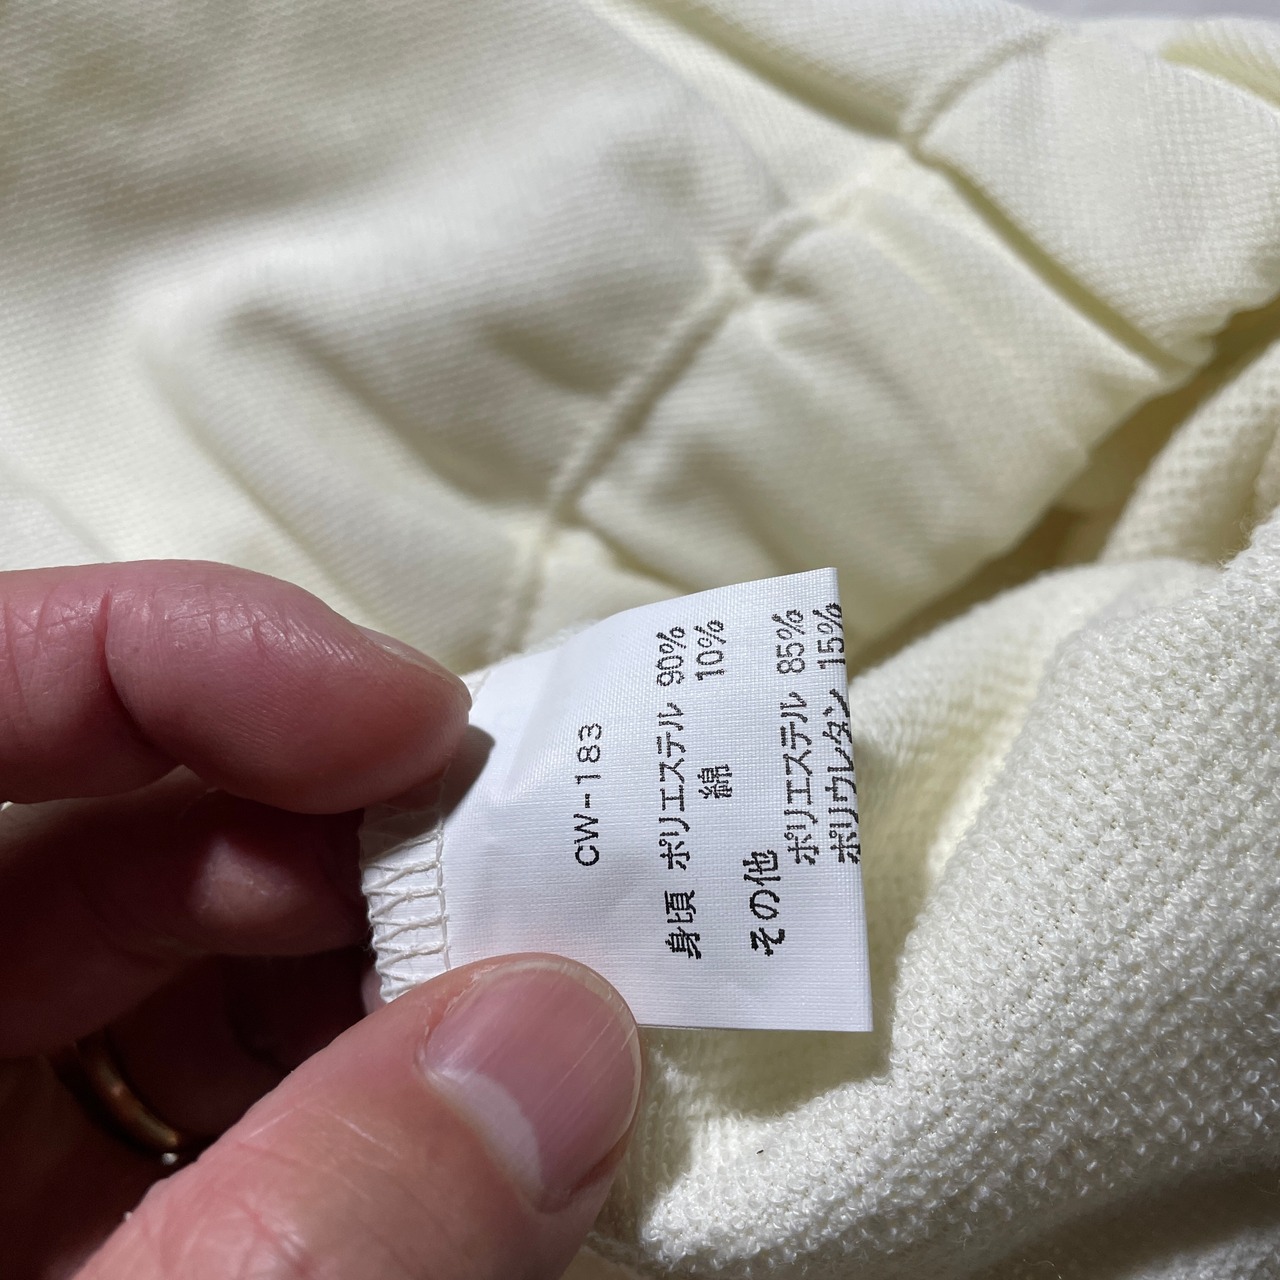 CW-183
身頃 ポリエステル 90%
綿 10%
その他
ポリエステル 85%
ポリウレタン 15%